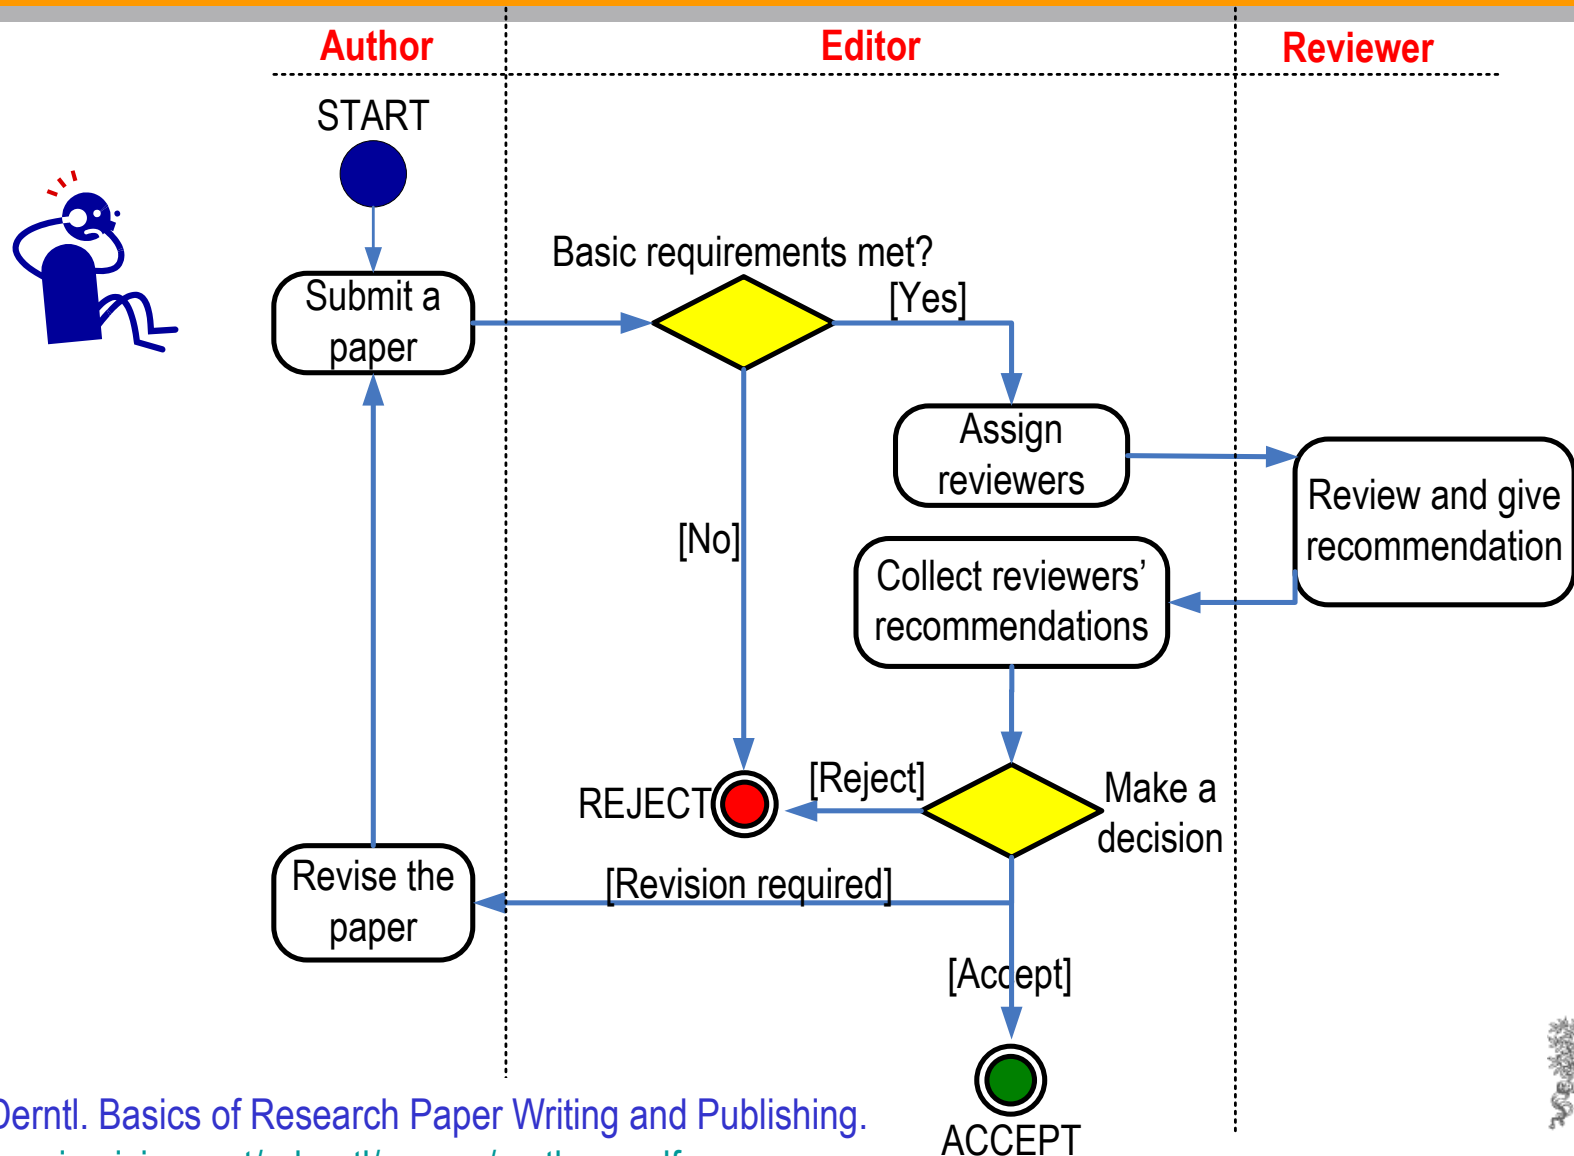 Author
Editor
Reviewer
START
Basic requirements met?
[Yes]
Submit a
paper
Assign
reviewers
Review and give
recommendation
[No]
Collect reviewers’
recommendations
[Reject]
REJECT
Make a
decision
Revise the
paper
[Revision required]
[Accept]
ACCEPT
Derntl. Basics of Research Paper Writing and Publishing.